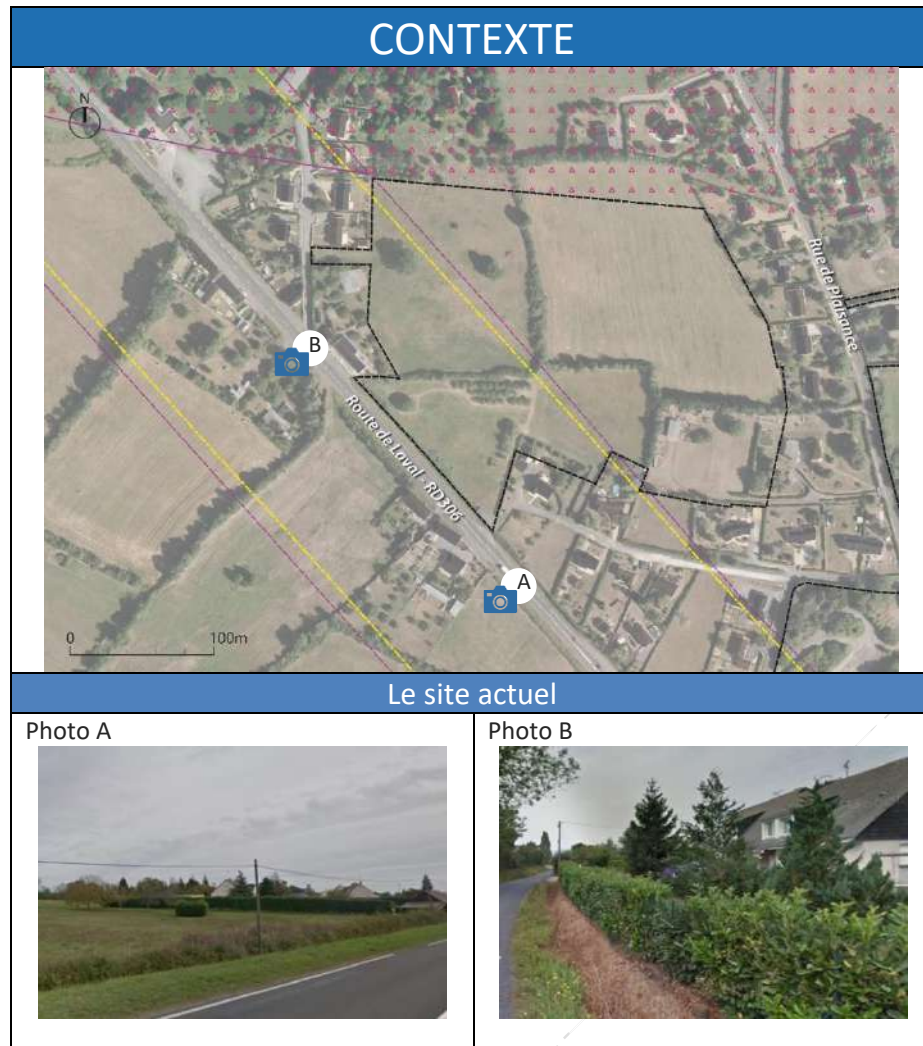 CONTEXTE
N
Rue de Plaisance
B
Route de Laval - RD306
A
0 100m
Le site actuel
Photo A
Photo B